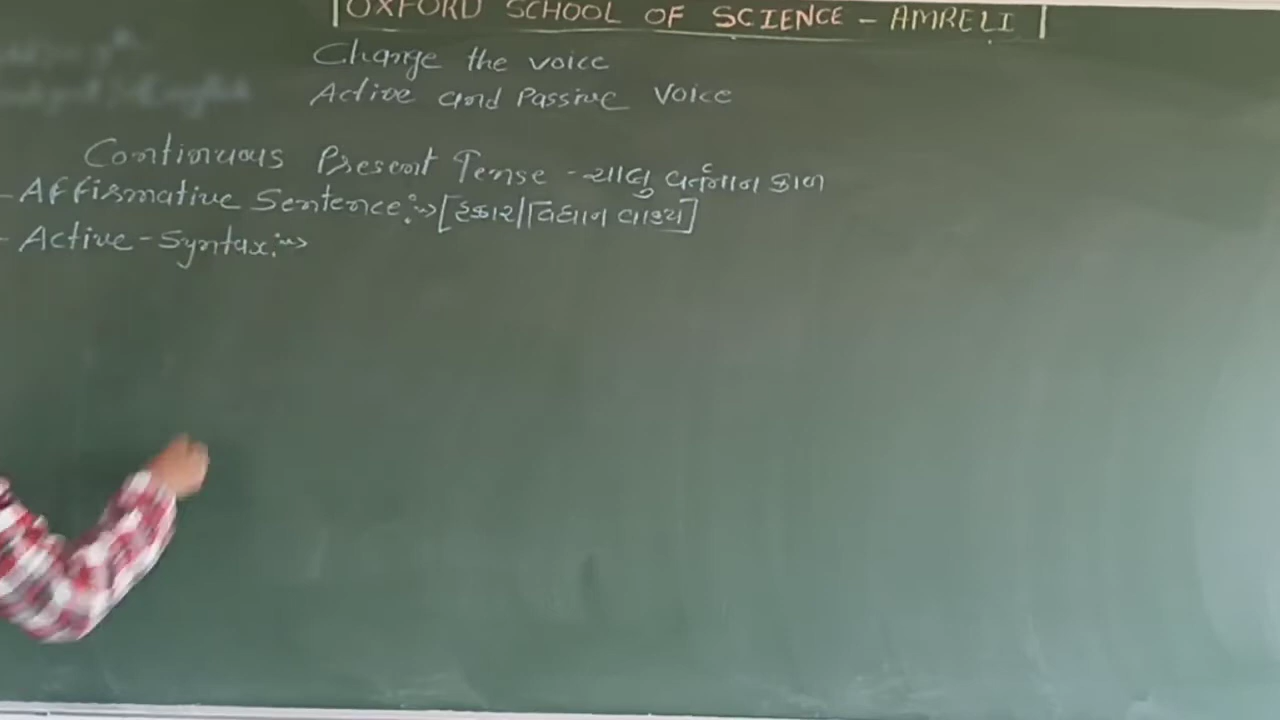 OXFORD SCHOOL OF SCIENCE - AMRELI
Change the voice
Active and Passive Voice
Continuous Present Tense - ચાલુ વર્તમાન કાળ
- Affirmative Sentence :~> [હકાર/વિધાન વાક્ય]
- Active - Syntax :~>